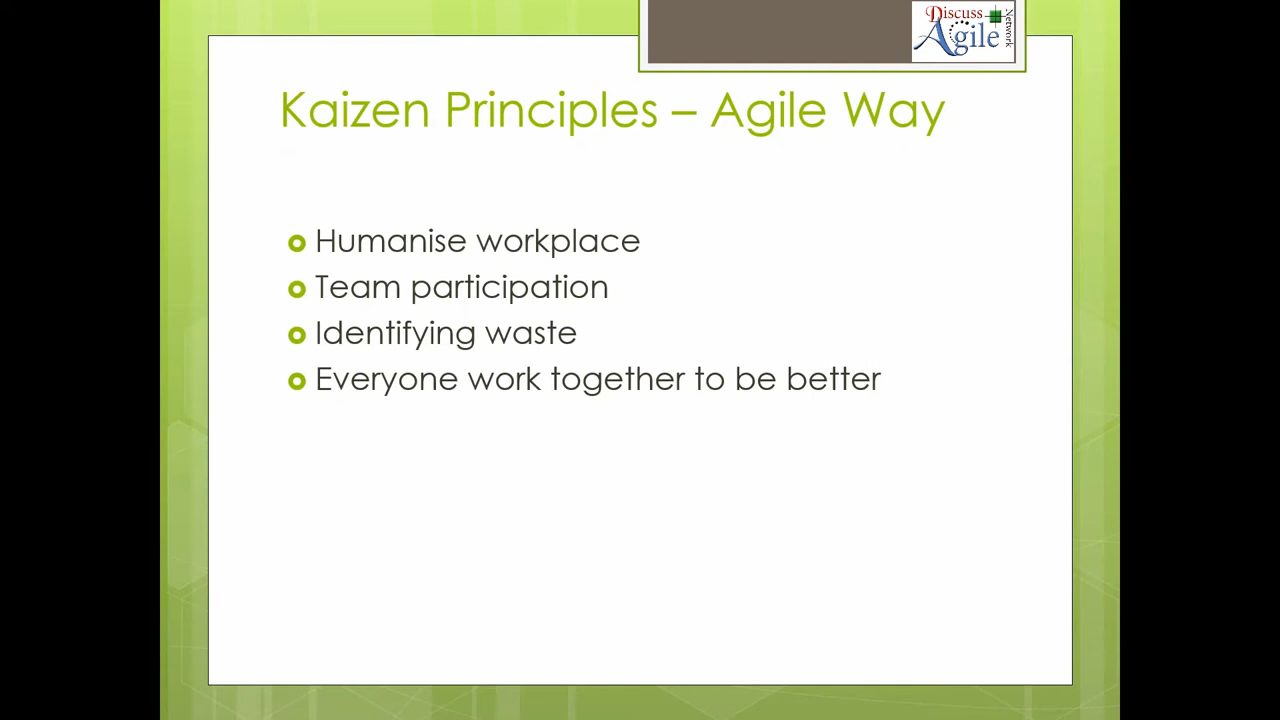 Discuss
Agile
Network
Kaizen Principles – Agile Way
Humanise workplace
Team participation
Identifying waste
Everyone work together to be better